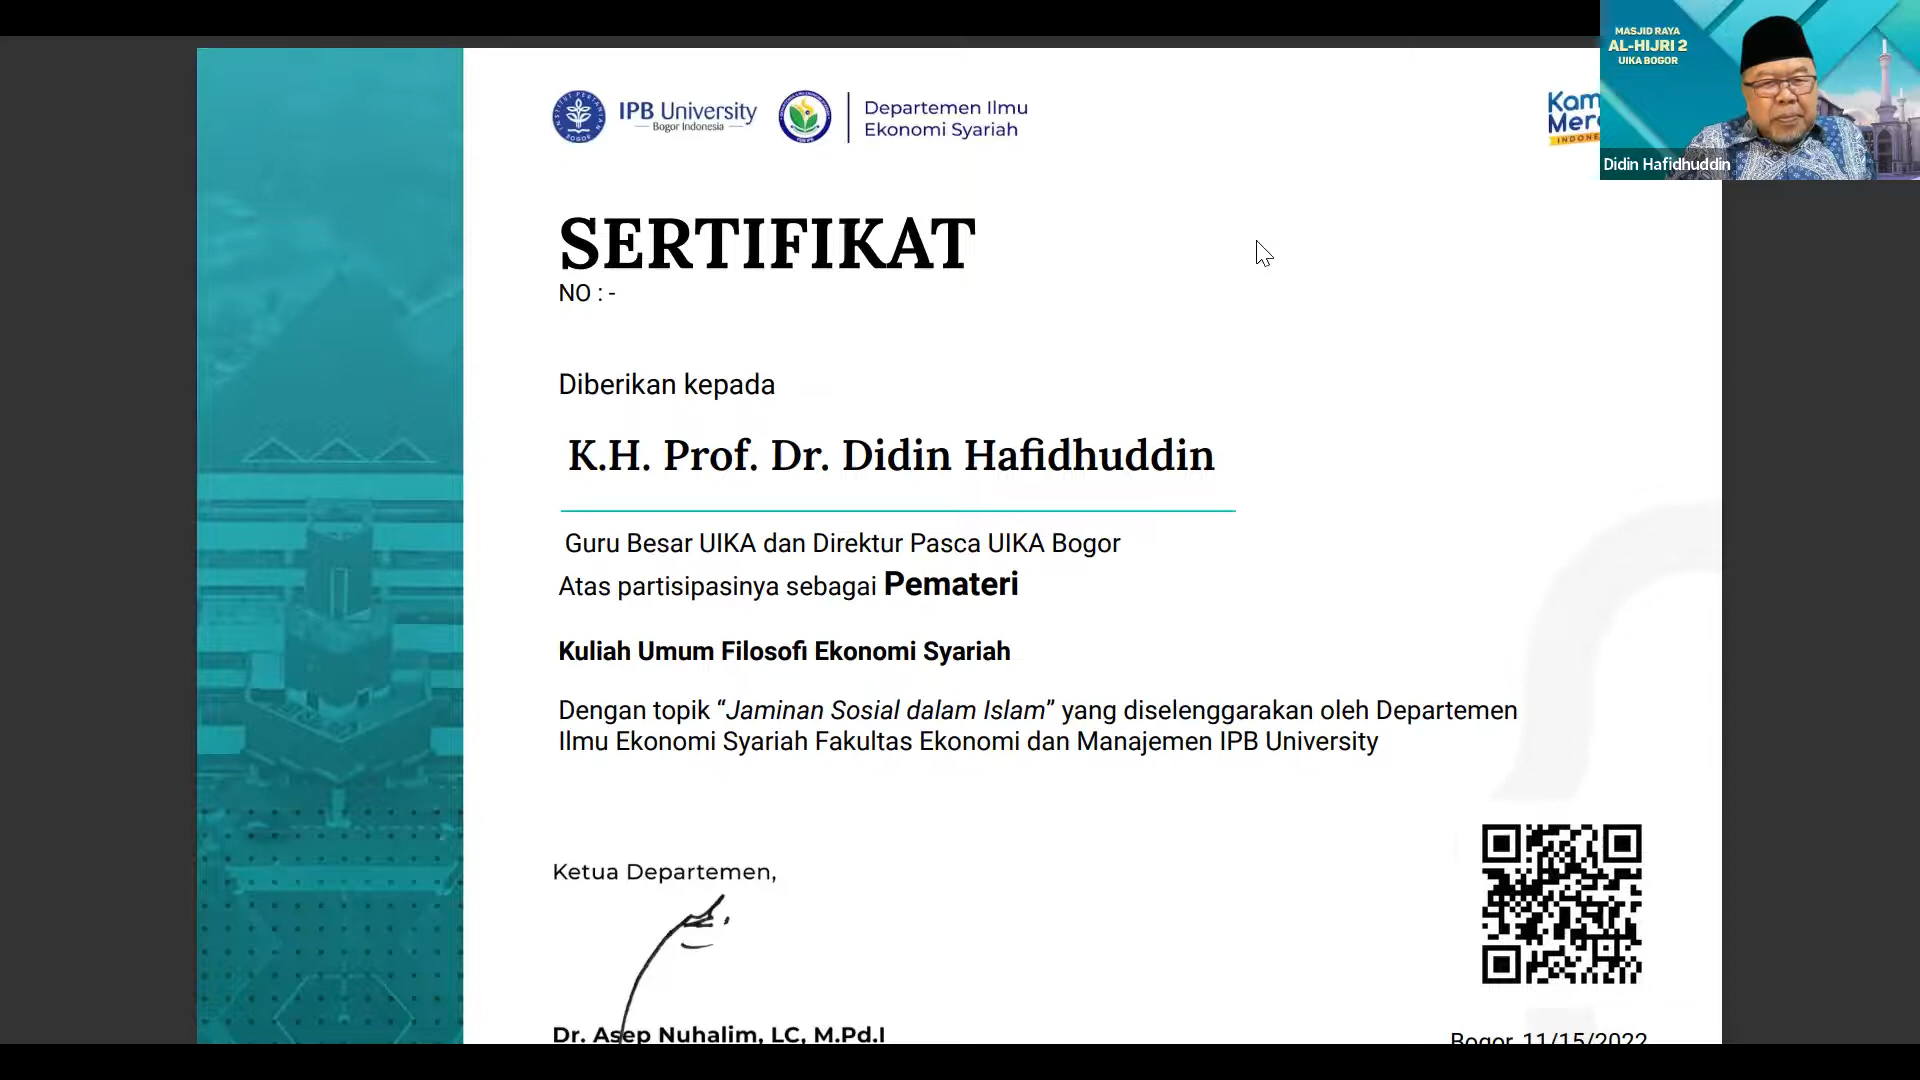 MASJID RAYA
AL-HIJRI 2
UIKA BOGOR
Didin Hafidhuddin
IPB University
Bogor Indonesia
Departemen Ilmu
Ekonomi Syariah
SERTIFIKAT
NO : -
Diberikan kepada
K.H. Prof. Dr. Didin Hafidhuddin
Guru Besar UIKA dan Direktur Pasca UIKA Bogor
Atas partisipasinya sebagai Pemateri
Kuliah Umum Filosofi Ekonomi Syariah
Dengan topik “Jaminan Sosial dalam Islam” yang diselenggarakan oleh Departemen
Ilmu Ekonomi Syariah Fakultas Ekonomi dan Manajemen IPB University
Ketua Departemen,
Dr. Asep Nuhalim, LC, M.Pd.I
Bogor, 11/15/2022